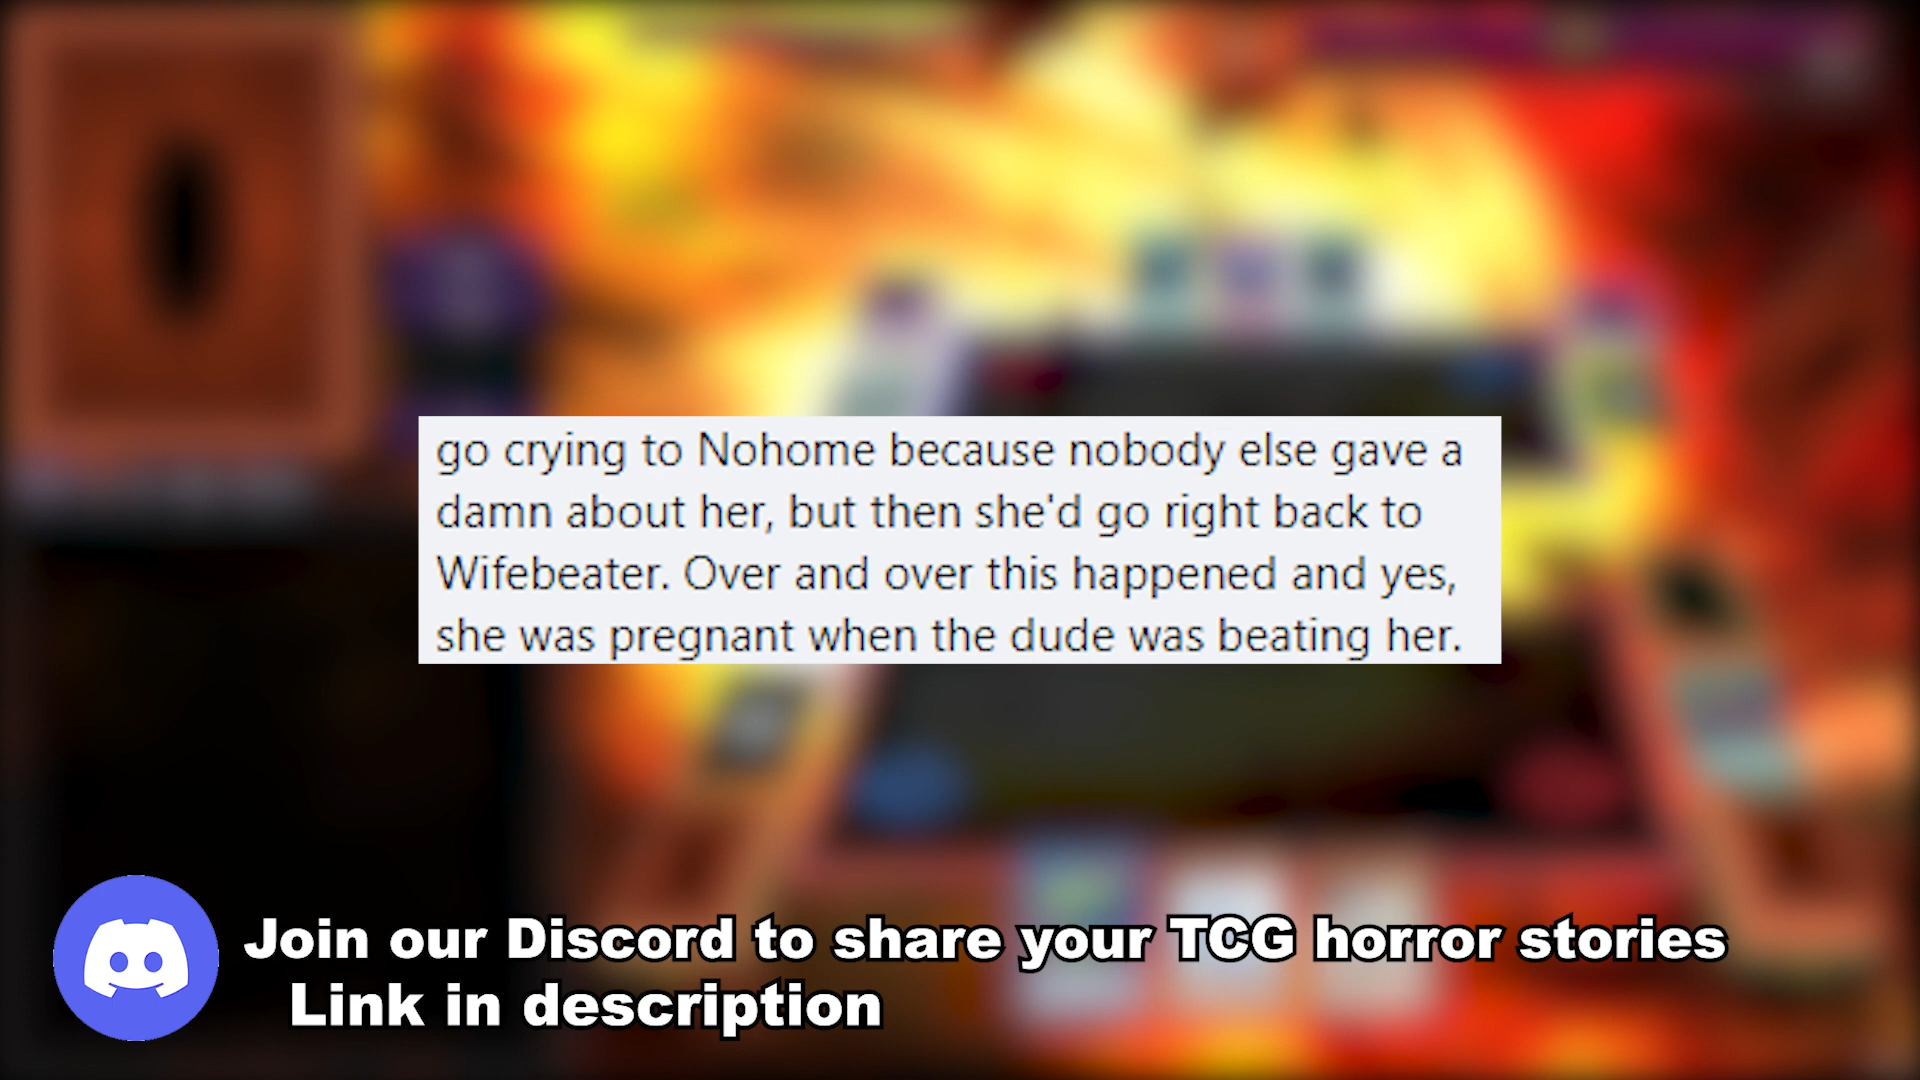 go crying to Nohome because nobody else gave a
damn about her, but then she'd go right back to
Wifebeater. Over and over this happened and yes,
she was pregnant when the dude was beating her.
Join our Discord to share your TCG horror stories
Link in description